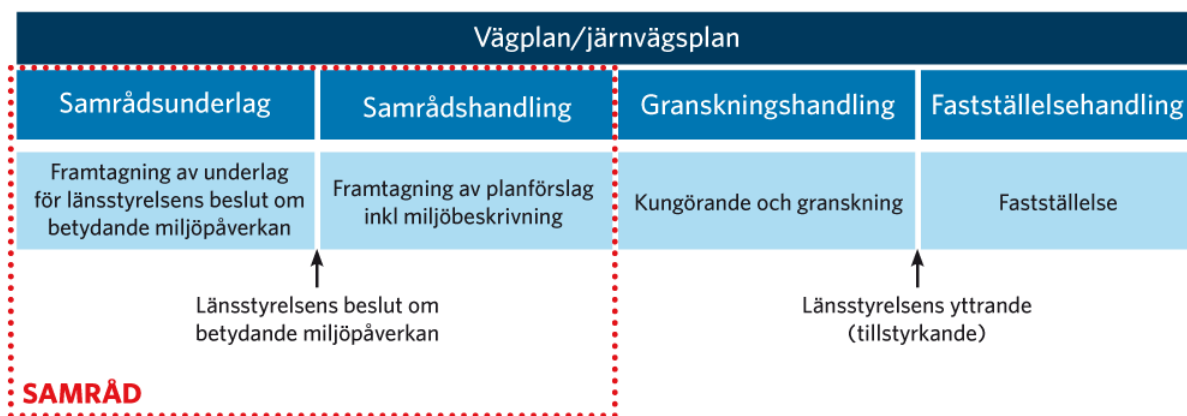 Vägplan/järnvägsplan
Samrådsunderlag
Samrådshandling
Granskningshandling
Fastställelsehandling
Framtagning av underlag
för länsstyrelsens beslut om
betydande miljöpåverkan
Framtagning av planförslag
inkl miljöbeskrivning
Kungörande och granskning
Fastställelse
Länsstyrelsens beslut om
betydande miljöpåverkan
Länsstyrelsens yttrande
(tillstyrkande)
SAMRÅD